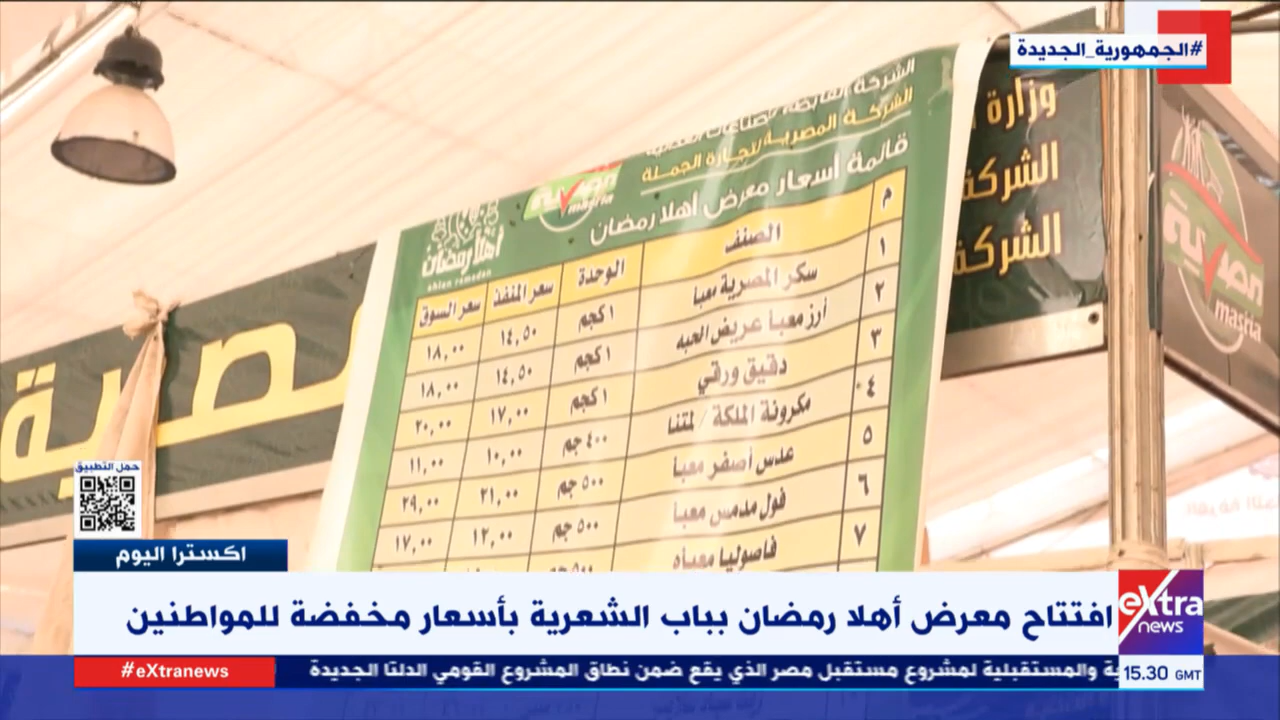 #الجمهورية_الجديدة
وزارة
الشركة
الشركة
الشركة القابضة للصناعات الغذائية
الشركة المصرية لتجارة الجملة
قائمة أسعار معرض أهلا رمضان
مصرية
masria
أهلا رمضان
ahlan ramadan
م الصنف الوحدة سعر المنفذ سعر السوق
١ سكر المصرية معبأ ١ كجم ١٤,٥٠ ١٨,٠٠
٢ أرز معبأ عريض الحبه ١ كجم ١٤,٥٠ ١٨,٠٠
٣ دقيق ورقي ١ كجم ١٧,٠٠ ٢٠,٠٠
٤ مكرونة الملكة / لمتنا ٤٠٠ جم ١٠,٠٠ ١١,٠٠
٥ عدس أصفر معبأ ٥٠٠ جم ٢١,٠٠ ٢٩,٠٠
٦ فول مدمس معبأ ٥٠٠ جم ١٢,٠٠ ١٧,٠٠
٧ فاصوليا معبأه ٥٠٠ جم
مصرية
masria
مصرية
حمل التطبيق
اكسترا اليوم
افتتاح معرض أهلا رمضان بباب الشعرية بأسعار مخفضة للمواطنين
eXtra
news
#eXtranews
والمستقبلية لمشروع مستقبل مصر الذي يقع ضمن نطاق المشروع القومي الدلتا الجديدة
15.30 GMT